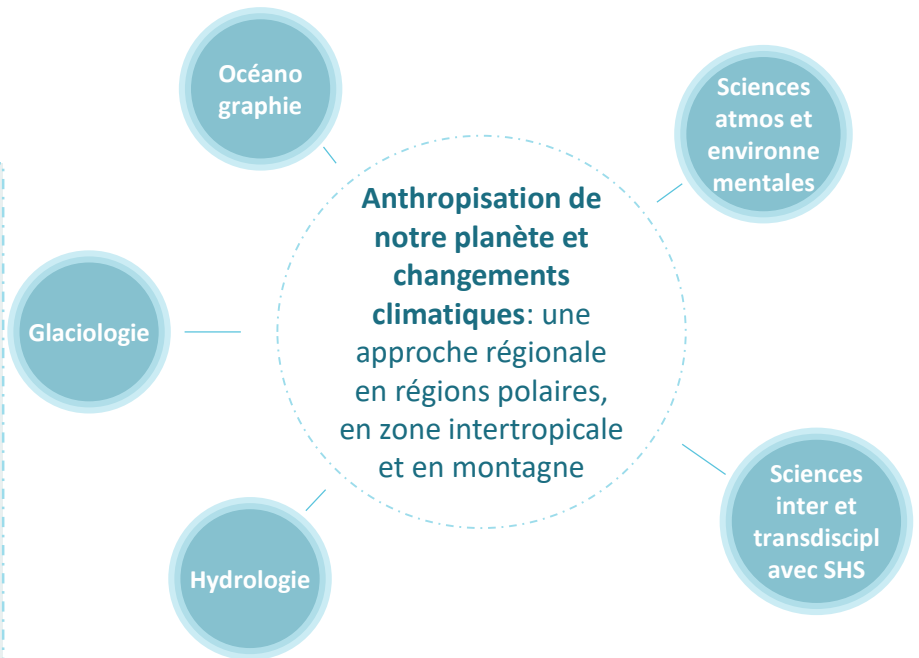 Océano
graphie
Sciences
atmos et
environne
mentales
Anthropisation de
notre planète et
changements
climatiques: une
approche régionale
en régions polaires,
en zone intertropicale
et en montagne
Glaciologie
Sciences
inter et
transdiscipl
avec SHS
Hydrologie